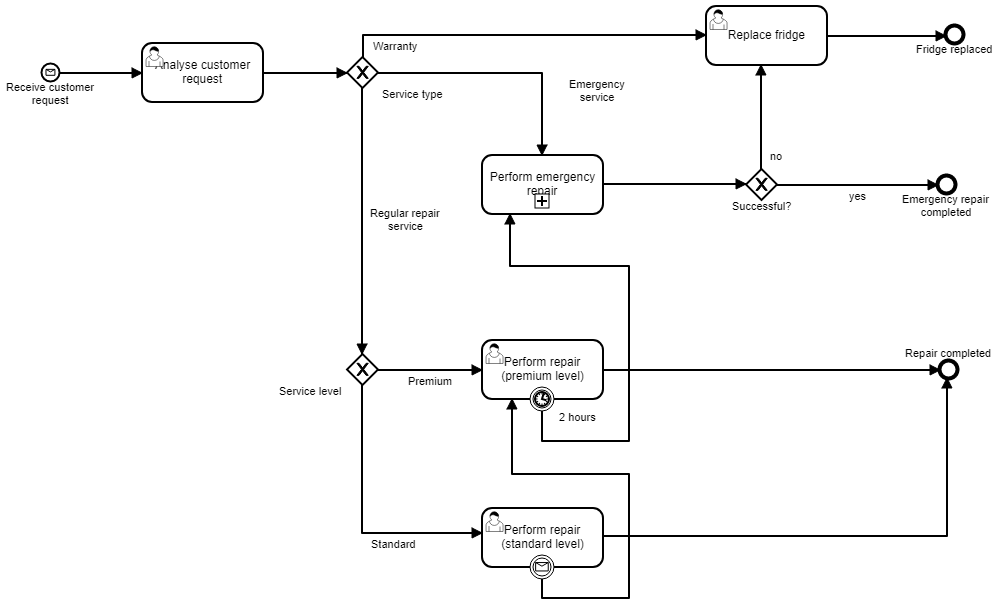 Warranty
Replace fridge
Fridge replaced
Analyse customer
request
Receive customer
request
Service type
Emergency
service
no
Perform emergency
repair
Successful?
yes
Emergency repair
completed
Regular repair
service
Repair completed
Perform repair
(premium level)
Premium
Service level
2 hours
Perform repair
(standard level)
Standard